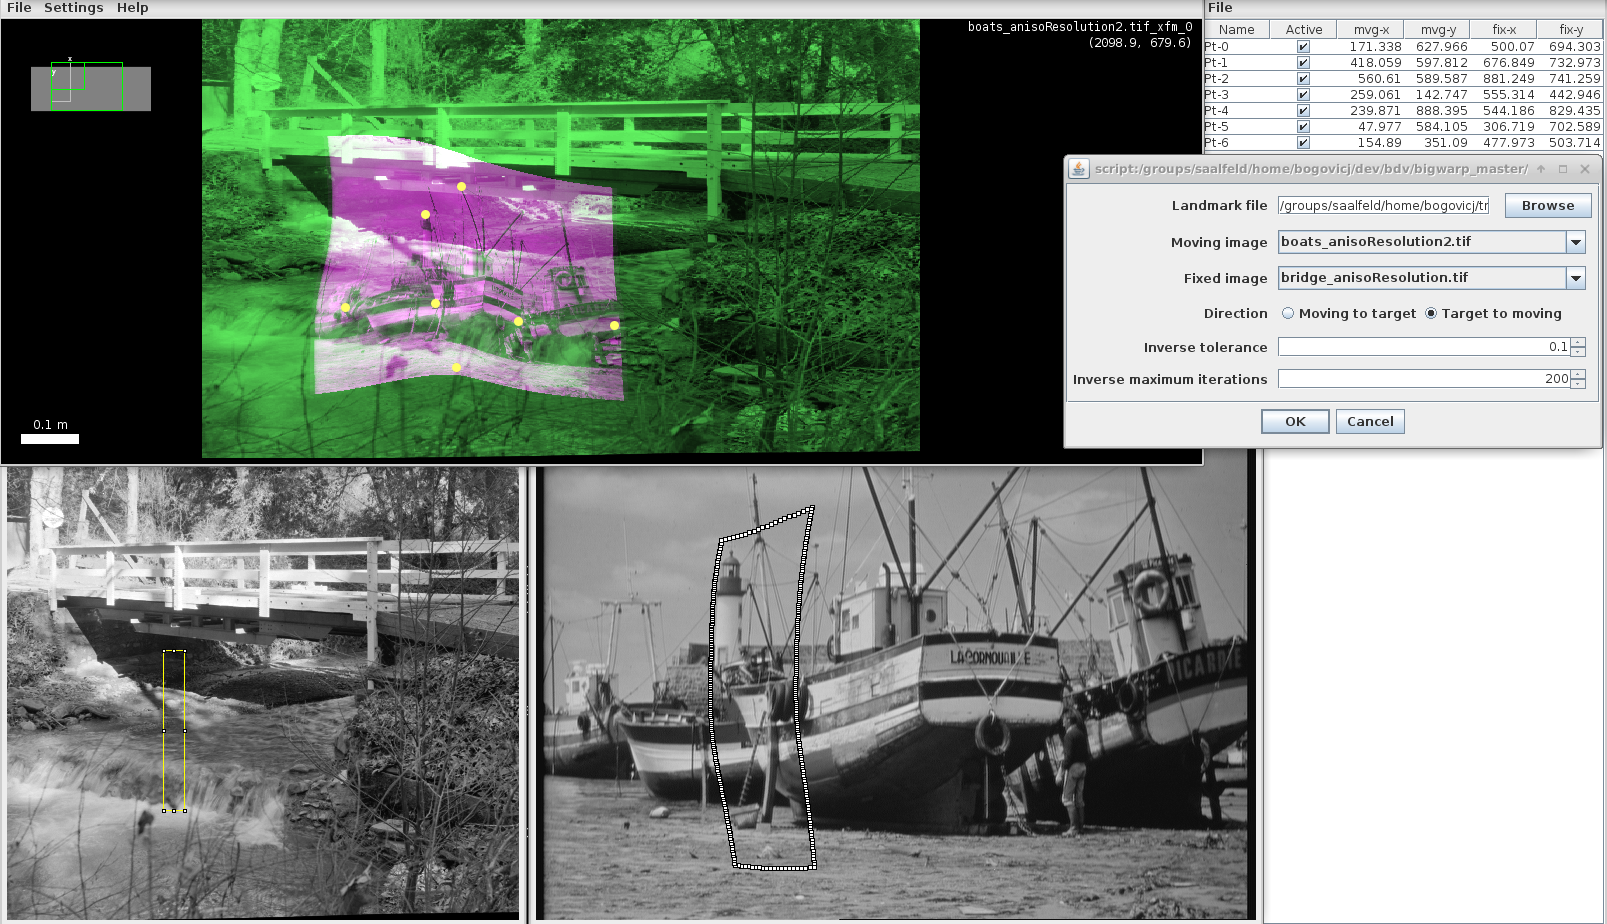 File Settings Help
boats_anisoResolution2.tif_xfm_0
(2098.9, 679.6)
x
y
0.1 m
File
Name Active mvg-x mvg-y fix-x fix-y
Pt-0 171.338 627.966 500.07 694.303
Pt-1 418.059 597.812 676.849 732.973
Pt-2 560.61 589.587 881.249 741.259
Pt-3 259.061 142.747 555.314 442.946
Pt-4 239.871 888.395 544.186 829.435
Pt-5 47.977 584.105 306.719 702.589
Pt-6 154.89 351.09 477.973 503.714
script:/groups/saalfeld/home/bogovicj/dev/bdv/bigwarp_master/
Landmark file /groups/saalfeld/home/bogovicj/tr Browse
Moving image boats_anisoResolution2.tif
Fixed image bridge_anisoResolution.tif
Direction Moving to target Target to moving
Inverse tolerance 0.1
Inverse maximum iterations 200
OK Cancel